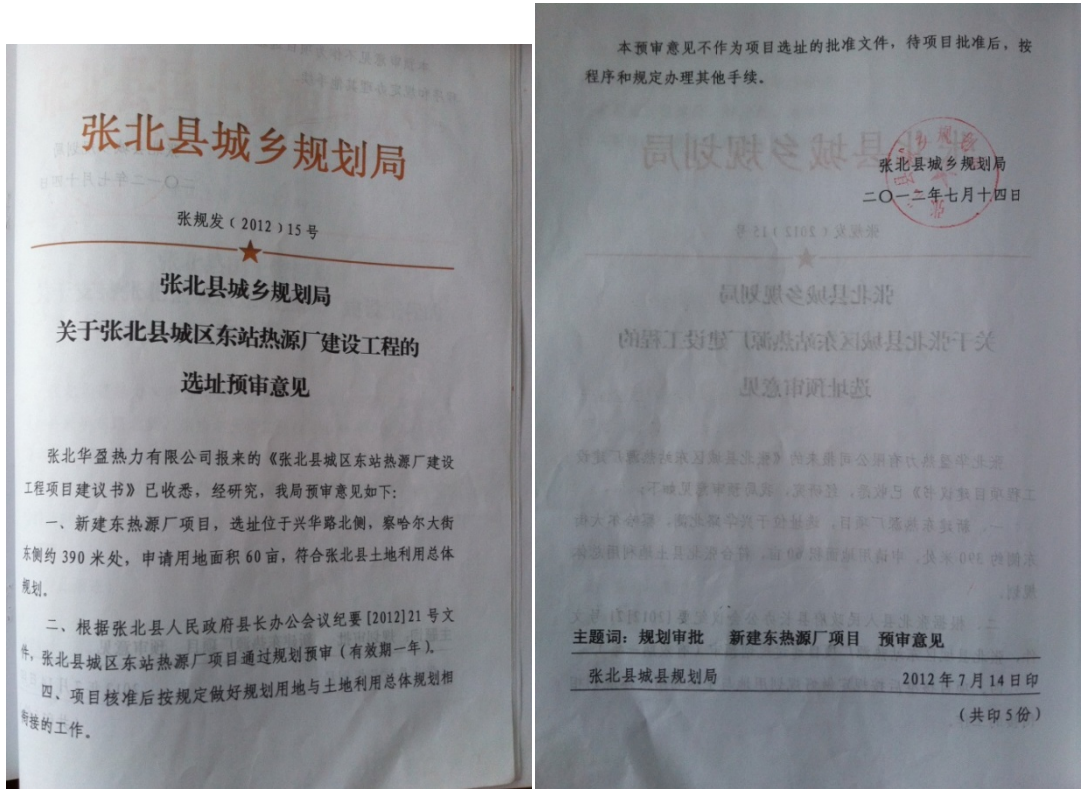 张北县城乡规划局
张规发﹝2012﹞15号
张北县城乡规划局
关于张北县城区东站热源厂建设工程的
选址预审意见
张北华盈热力有限公司报来的《张北县城区东站热源厂建设
工程项目建议书》已收悉，经研究，我局预审意见如下：
一、新建东热源厂项目，选址位于兴华路北侧，察哈尔大街
东侧约390米处，申请用地面积60亩，符合张北县土地利用总体
规划。
二、根据张北县人民政府县长办公会议纪要[2012]21号文
件，张北县城区东站热源厂项目通过规划预审（有效期一年）。
四、项目核准后按规定做好规划用地与土地利用总体规划相
衔接的工作。
本预审意见不作为项目选址的批准文件，待项目批准后，按
程序和规定办理其他手续。
张北县城乡规划局
二〇一二年七月十四日
主题词：规划审批 新建东热源厂项目 预审意见
张北县城县规划局 2012年7月14日印
（共印5份）